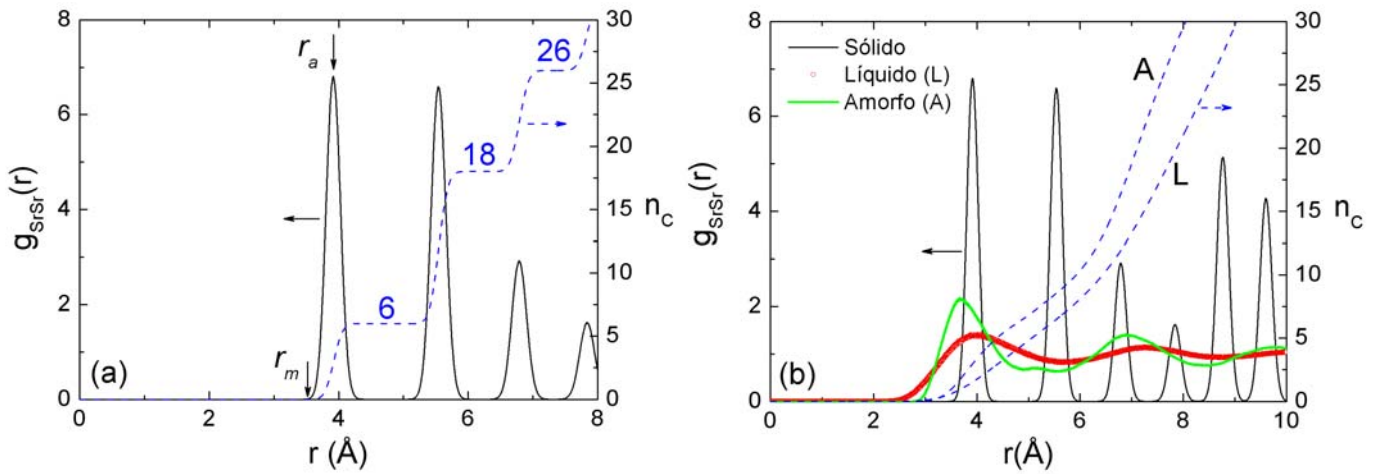 8
6
4
2
0
g_SrSr(r)
r_a
r_m
6
18
26
30
25
20
15
10
5
0
n_C
(a)
0 2 4 6 8
r (Å)
8
6
4
2
0
g_SrSr(r)
Sólido
Líquido (L)
Amorfo (A)
A
L
30
25
20
15
10
5
0
n_C
(b)
0 2 4 6 8 10
r(Å)